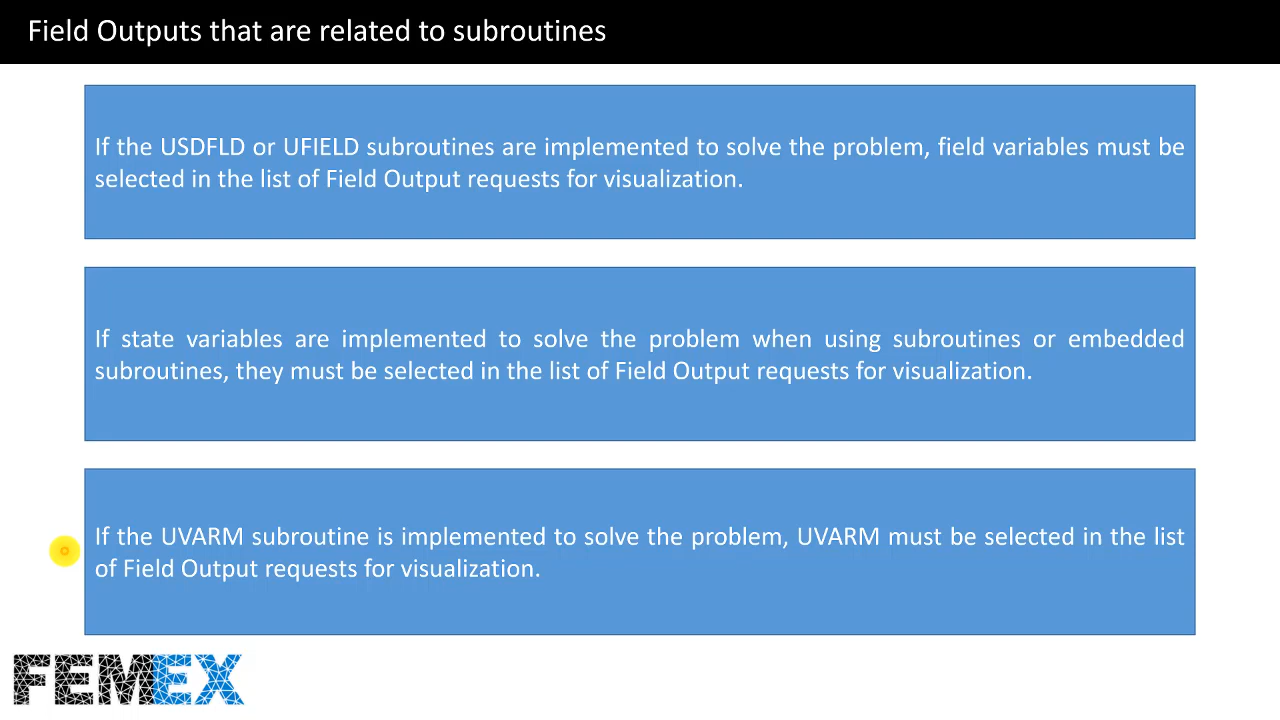 Field Outputs that are related to subroutines
If the USDFLD or UFIELD subroutines are implemented to solve the problem, field variables must be
selected in the list of Field Output requests for visualization.
If state variables are implemented to solve the problem when using subroutines or embedded
subroutines, they must be selected in the list of Field Output requests for visualization.
If the UVARM subroutine is implemented to solve the problem, UVARM must be selected in the list
of Field Output requests for visualization.
FEMEX